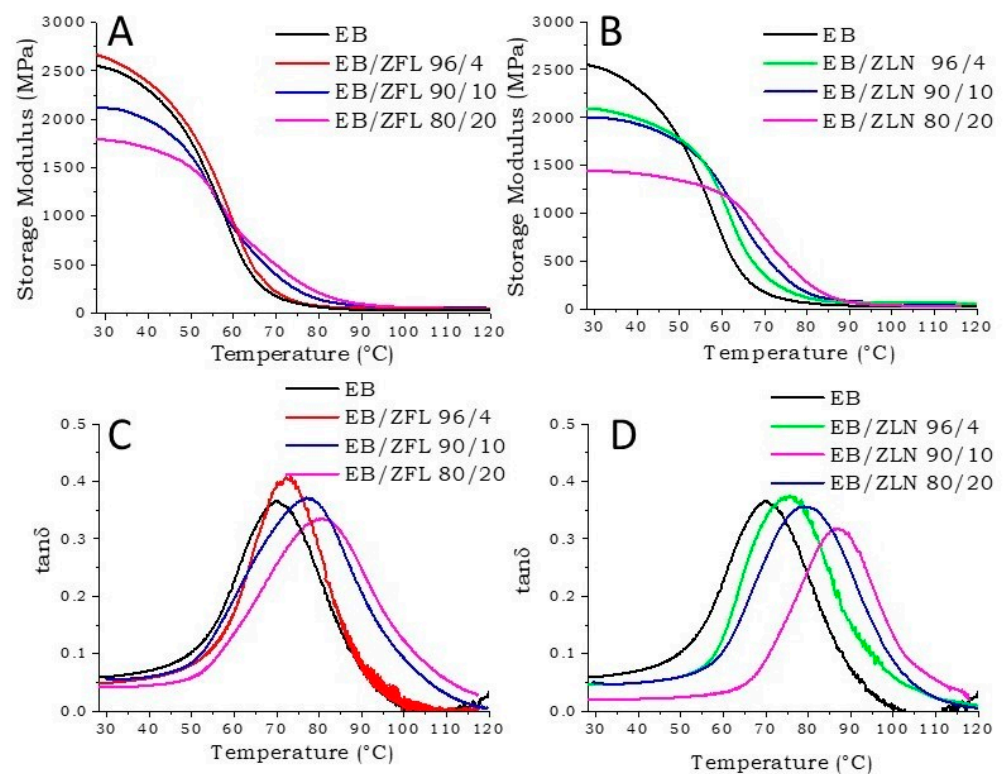 A
EB
EB/ZFL 96/4
EB/ZFL 90/10
EB/ZFL 80/20
3000
2500
2000
1500
1000
500
0
Storage Modulus (MPa)
30 40 50 60 70 80 90 100 110 120
Temperature (°C)
B
EB
EB/ZLN 96/4
EB/ZLN 90/10
EB/ZLN 80/20
3000
2500
2000
1500
1000
500
0
Storage Modulus (MPa)
30 40 50 60 70 80 90 100 110 120
Temperature (°C)
C
EB
EB/ZFL 96/4
EB/ZFL 90/10
EB/ZFL 80/20
0.5
0.4
0.3
0.2
0.1
0.0
tanδ
30 40 50 60 70 80 90 100 110 120
Temperature (°C)
D
EB
EB/ZLN 96/4
EB/ZLN 90/10
EB/ZLN 80/20
0.5
0.4
0.3
0.2
0.1
0.0
tanδ
30 40 50 60 70 80 90 100 110 120
Temperature (°C)